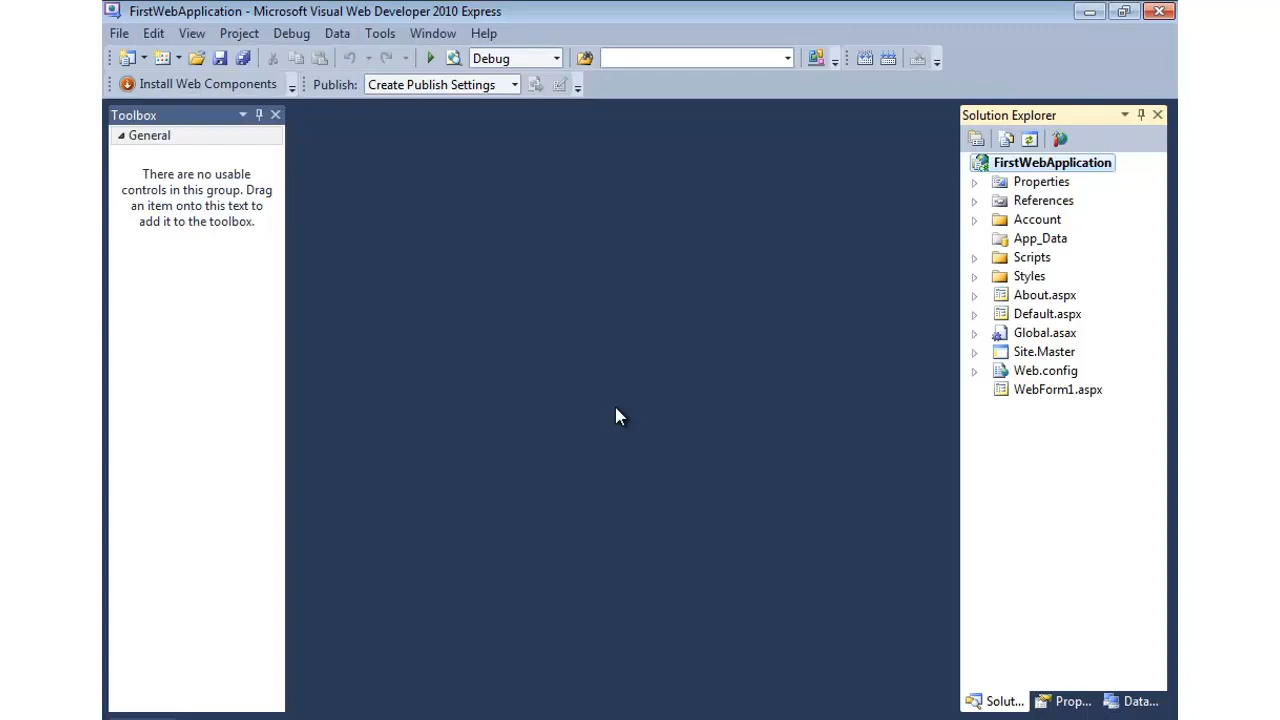 FirstWebApplication - Microsoft Visual Web Developer 2010 Express
File Edit View Project Debug Data Tools Window Help
Debug
Install Web Components Publish: Create Publish Settings
Toolbox
General
There are no usable
controls in this group. Drag
an item onto this text to
add it to the toolbox.
Solution Explorer
FirstWebApplication
Properties
References
Account
App_Data
Scripts
Styles
About.aspx
Default.aspx
Global.asax
Site.Master
Web.config
WebForm1.aspx
Solut... Prop... Data...